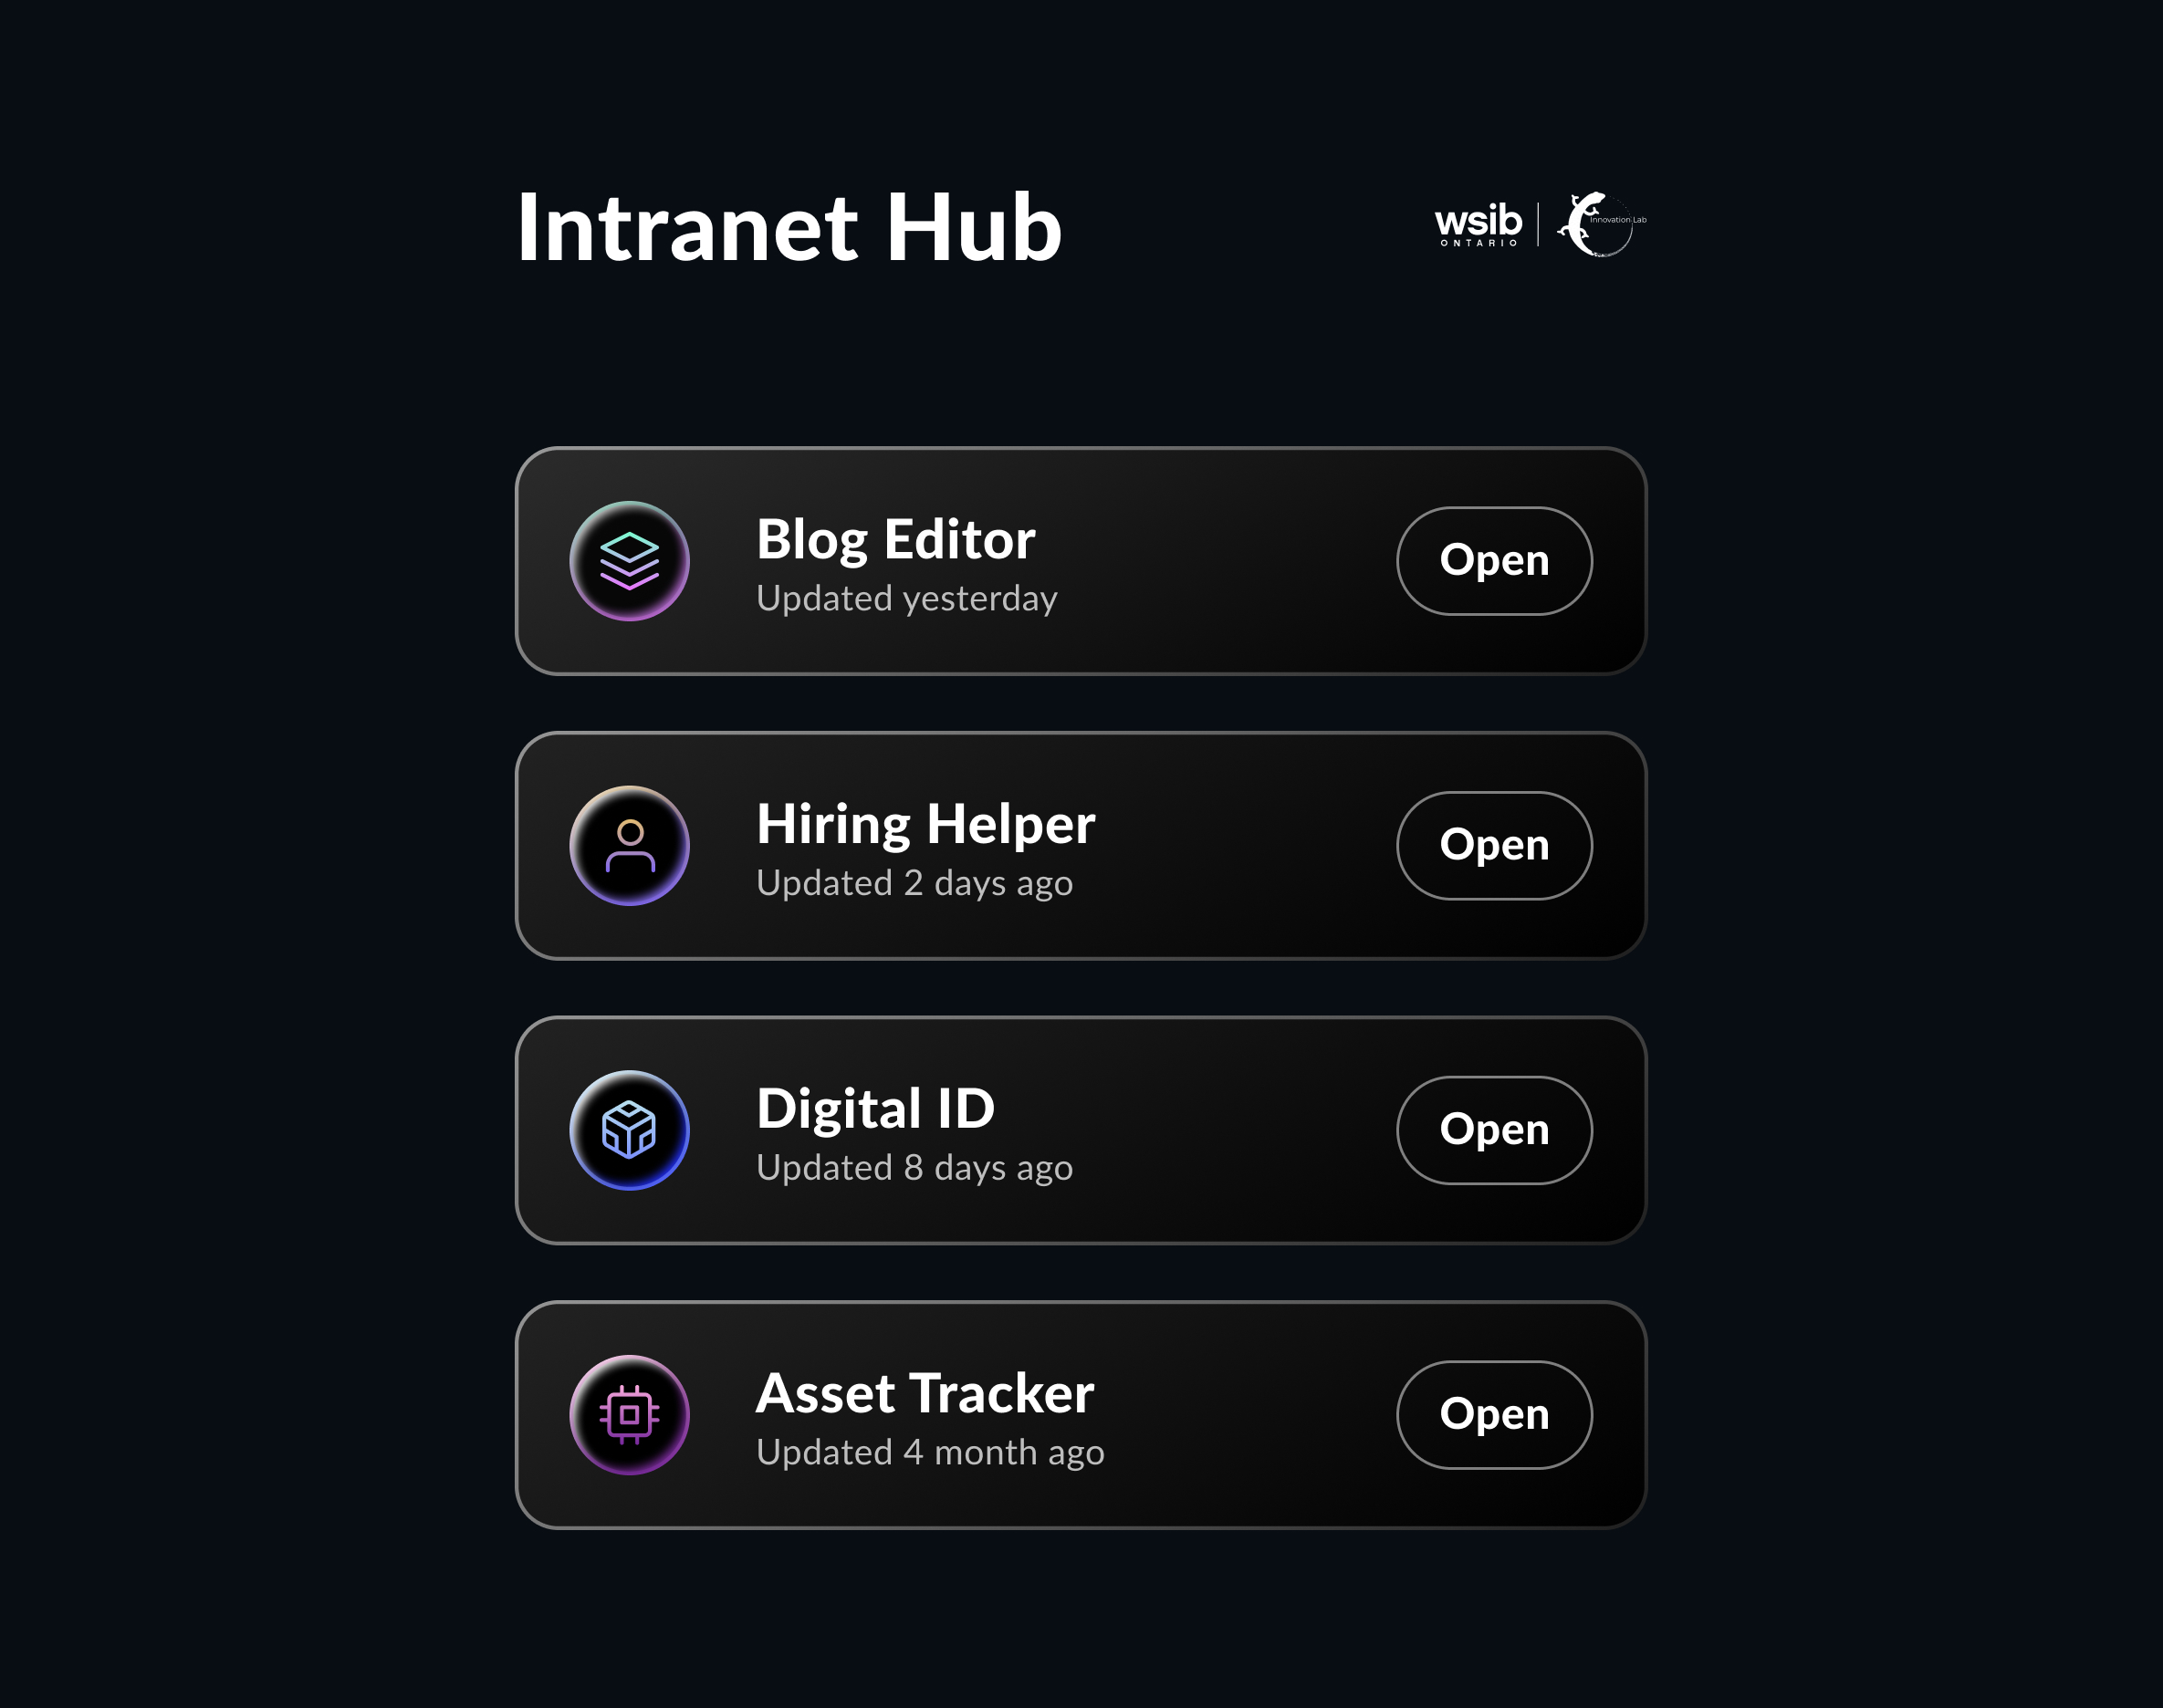 Intranet Hub
wsib
ONTARIO
Innovation Lab
Blog Editor
Updated yesterday
Open
Hiring Helper
Updated 2 days ago
Open
Digital ID
Updated 8 days ago
Open
Asset Tracker
Updated 4 month ago
Open